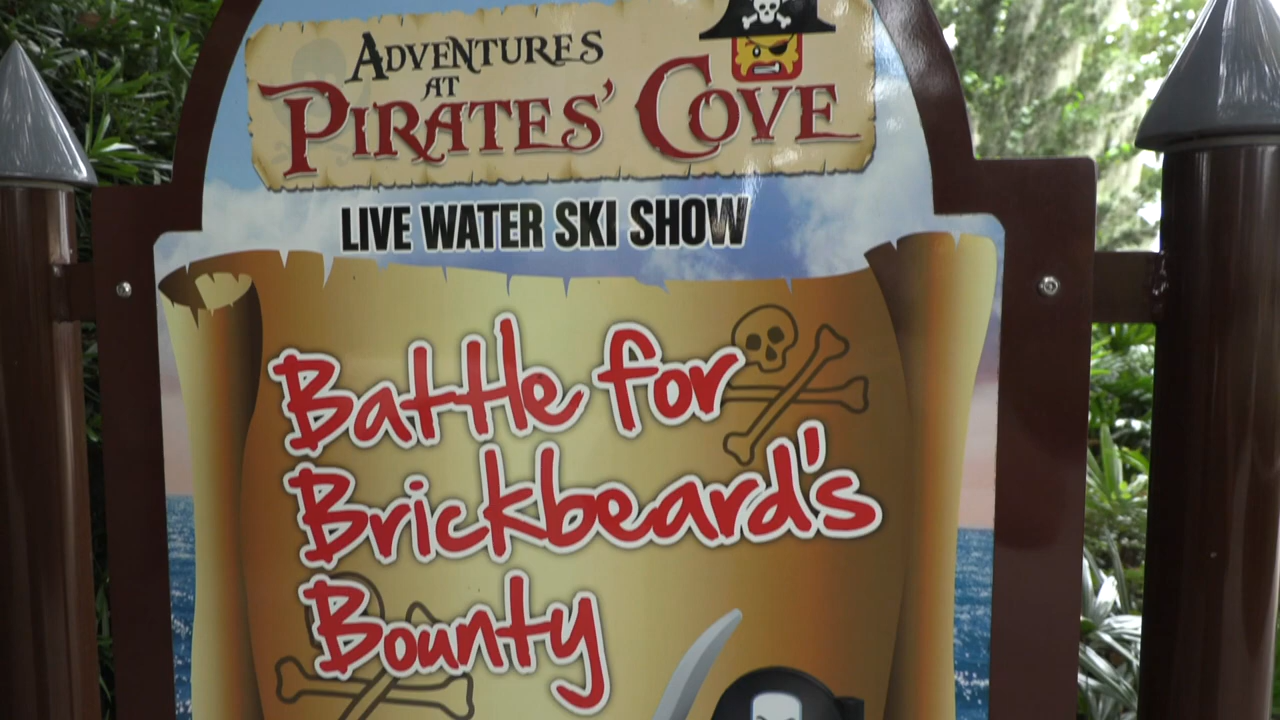 ADVENTURES
AT
PIRATES' COVE
LIVE WATER SKI SHOW
Battle for
Brickbeard's
Bounty